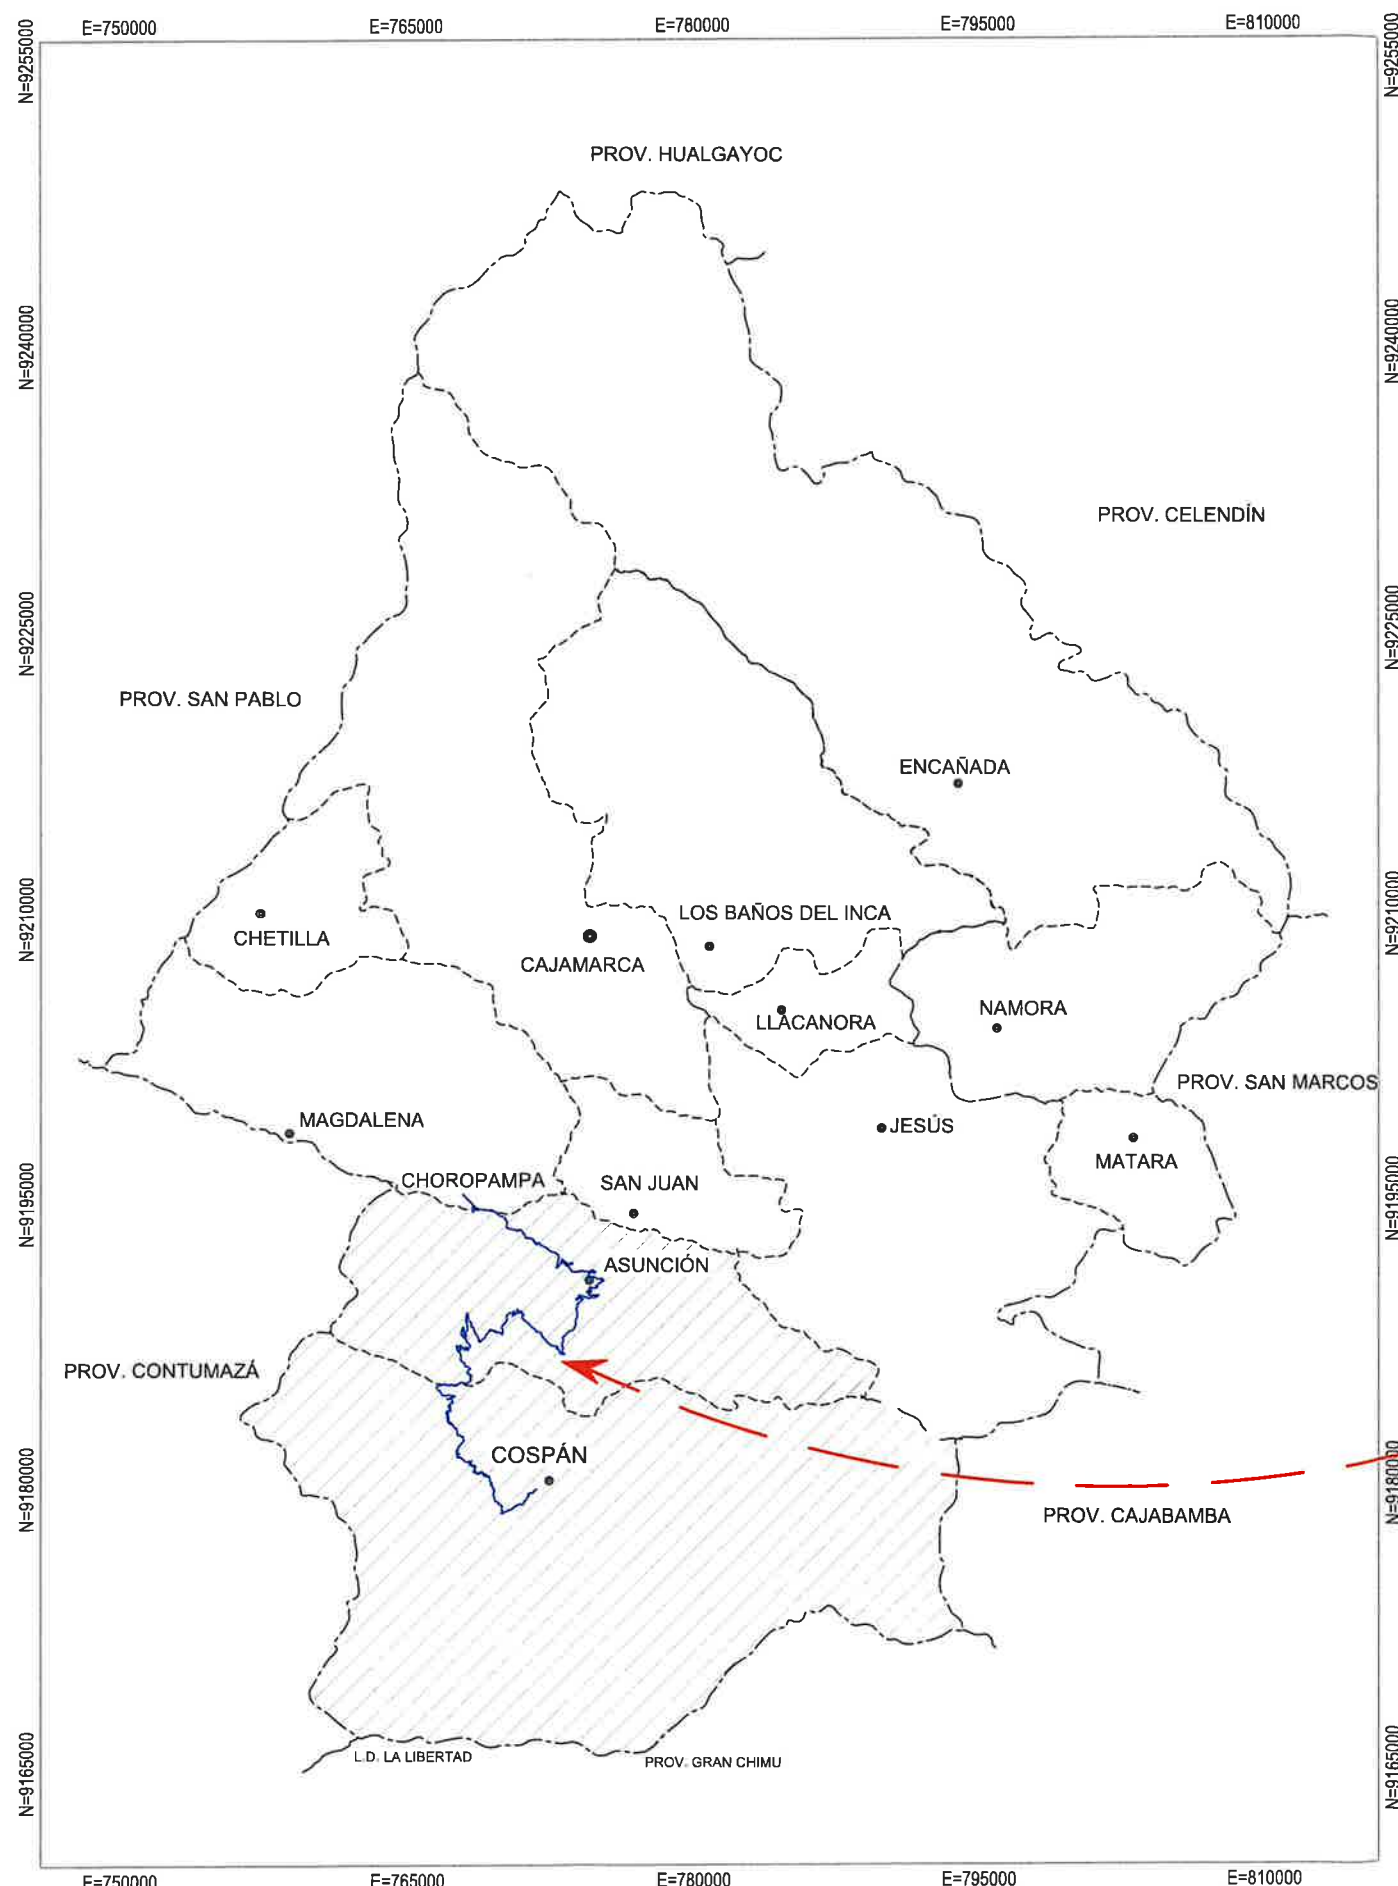 E=750000 E=765000 E=780000 E=795000 E=810000
N=9255000 N=9255000
PROV. HUALGAYOC
N=9240000 N=9240000
PROV. CELENDÍN
N=9225000 N=9225000
PROV. SAN PABLO
ENCAÑADA
N=9210000 N=9210000
LOS BAÑOS DEL INCA
CHETILLA
CAJAMARCA
NAMORA
LLACANORA
PROV. SAN MARCOS
MAGDALENA
JESÚS
MATARA
CHOROPAMPA
SAN JUAN
N=9195000 N=9195000
ASUNCIÓN
PROV. CONTUMAZÁ
COSPÁN
N=9180000 N=9180000
PROV. CAJABAMBA
L.D. LA LIBERTAD
PROV. GRAN CHIMU
N=9165000 N=9165000
E=750000 E=765000 E=780000 E=795000 E=810000